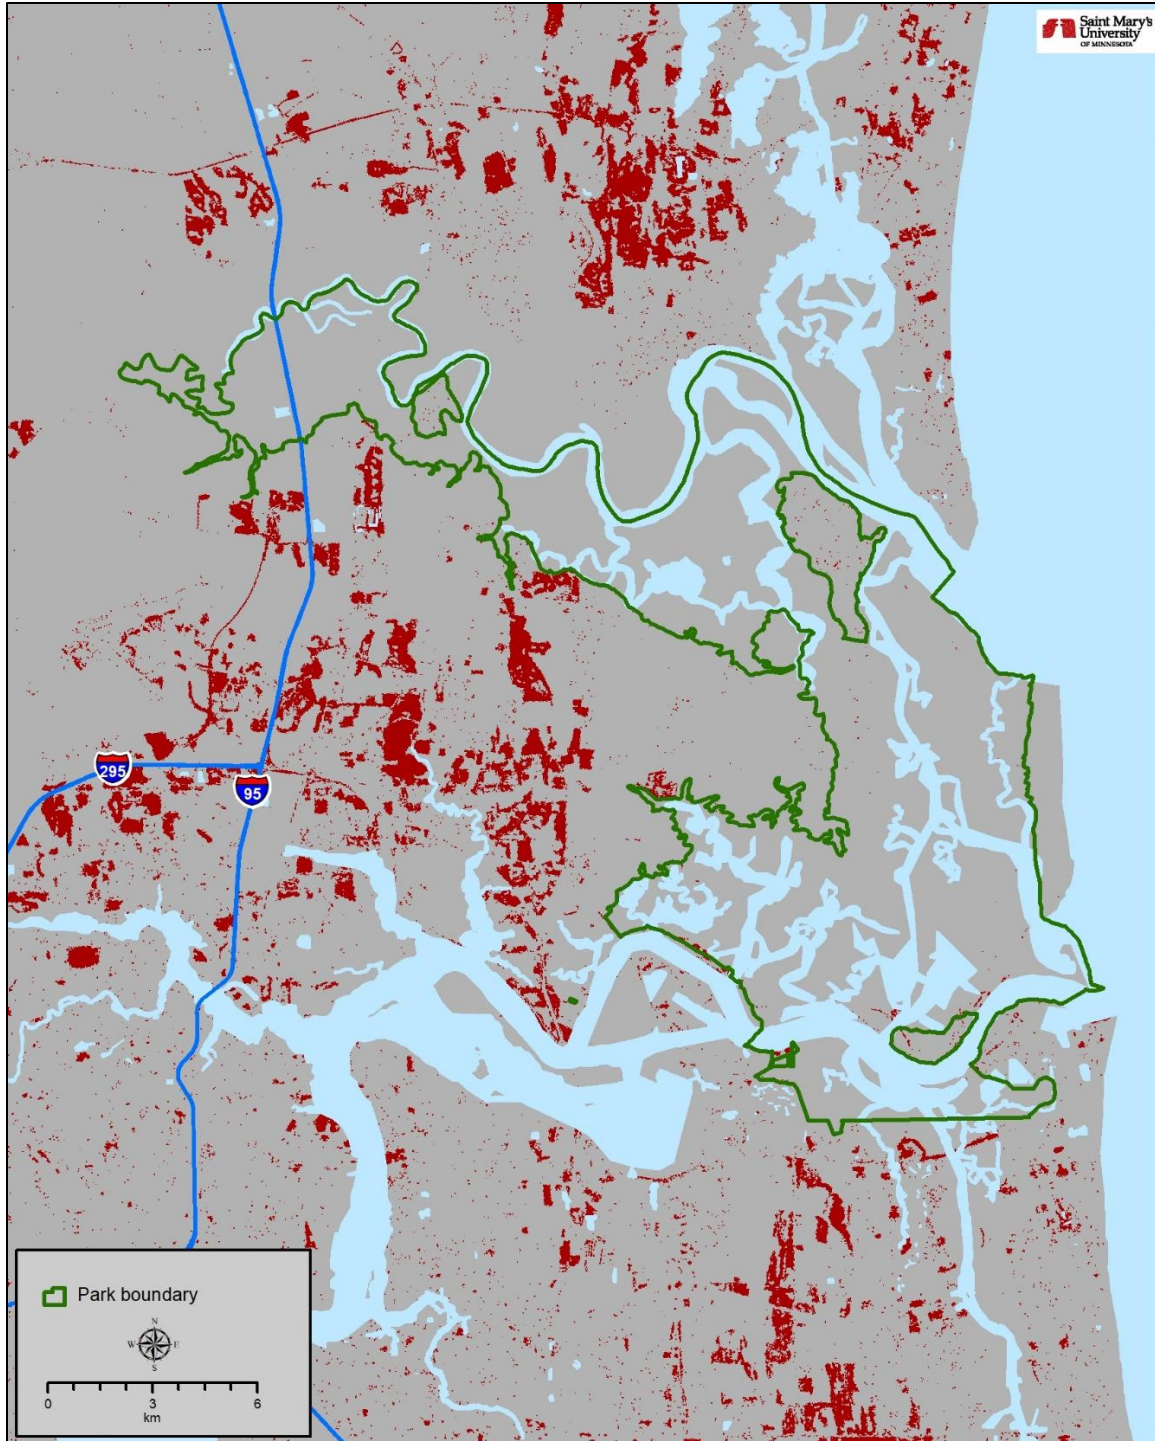 Saint Mary's
University
OF MINNESOTA
295
95
Park boundary
N
W E
S
0 3 6
km